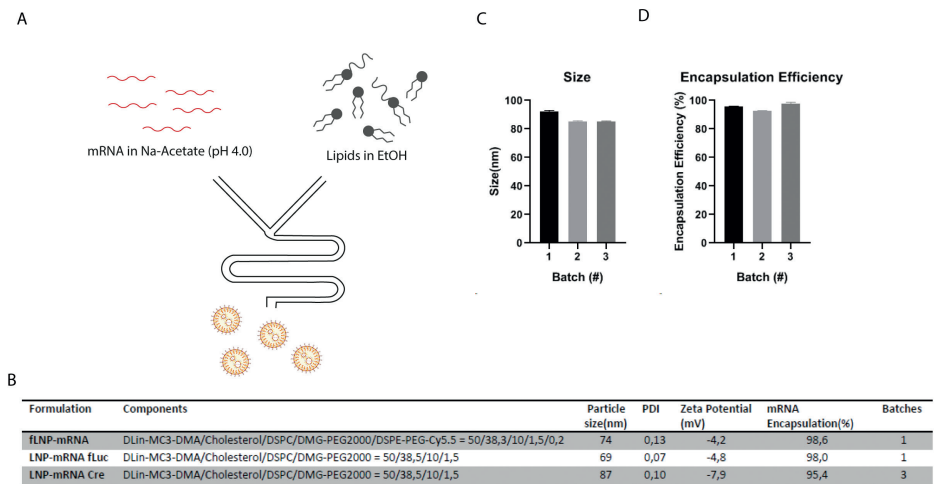 A
mRNA in Na-Acetate (pH 4.0)
Lipids in EtOH
C
Size
Size(nm)
100
80
60
40
20
0
1 2 3
Batch (#)
D
Encapsulation Efficiency
Encapsulation Efficiency (%)
100
80
60
40
20
0
1 2 3
Batch (#)
B
Formulation Components Particle size(nm) PDI Zeta Potential (mV) mRNA Encapsulation(%) Batches
fLNP-mRNA DLin-MC3-DMA/Cholesterol/DSPC/DMG-PEG2000/DSPE-PEG-Cy5.5 = 50/38,3/10/1,5/0,2 74 0,13 -4,2 98,6 1
LNP-mRNA fLuc DLin-MC3-DMA/Cholesterol/DSPC/DMG-PEG2000 = 50/38,5/10/1,5 69 0,07 -4,8 98,0 1
LNP-mRNA Cre DLin-MC3-DMA/Cholesterol/DSPC/DMG-PEG2000 = 50/38,5/10/1,5 87 0,10 -7,9 95,4 3